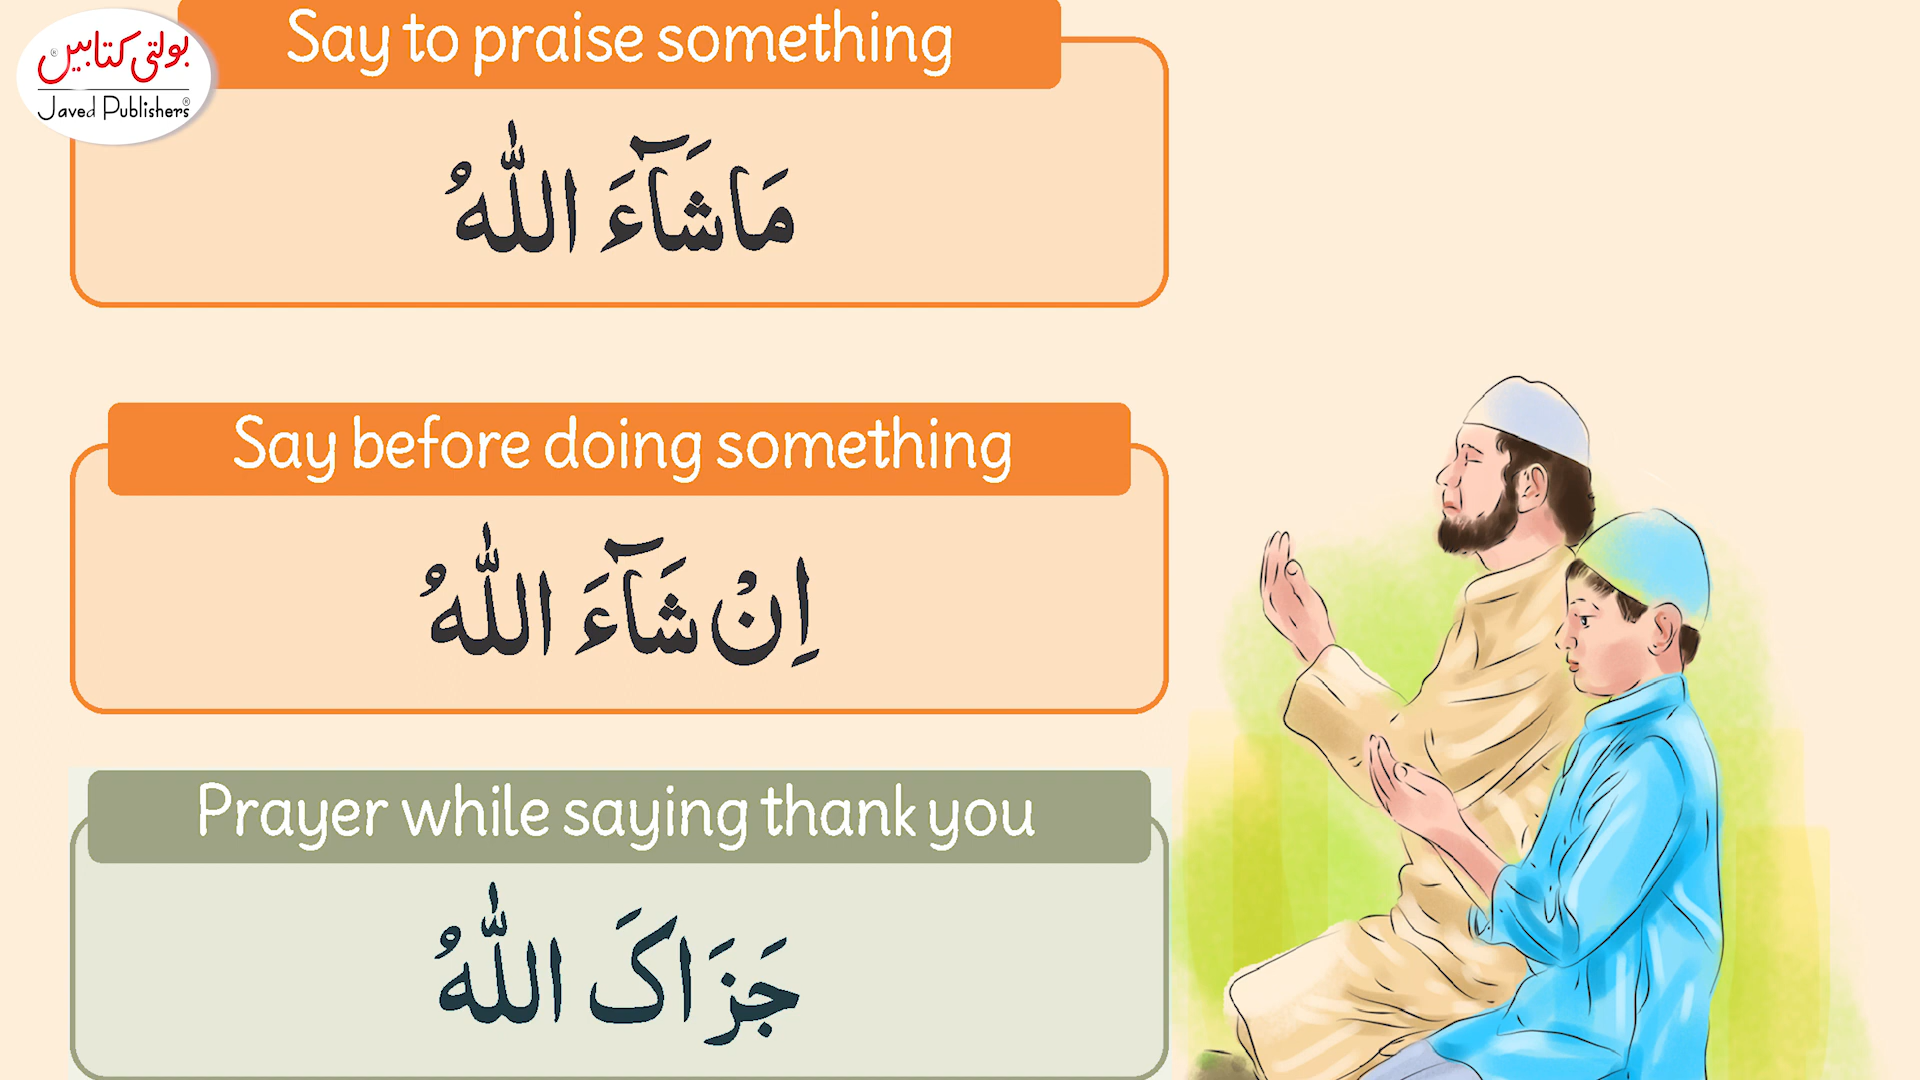 بولتی کتابیں
Javed Publishers
Say to praise something
مَاشَآءَ اللّٰهُ
Say before doing something
اِنْ شَآءَ اللّٰهُ
Prayer while saying thank you
جَزَاکَ اللّٰهُ